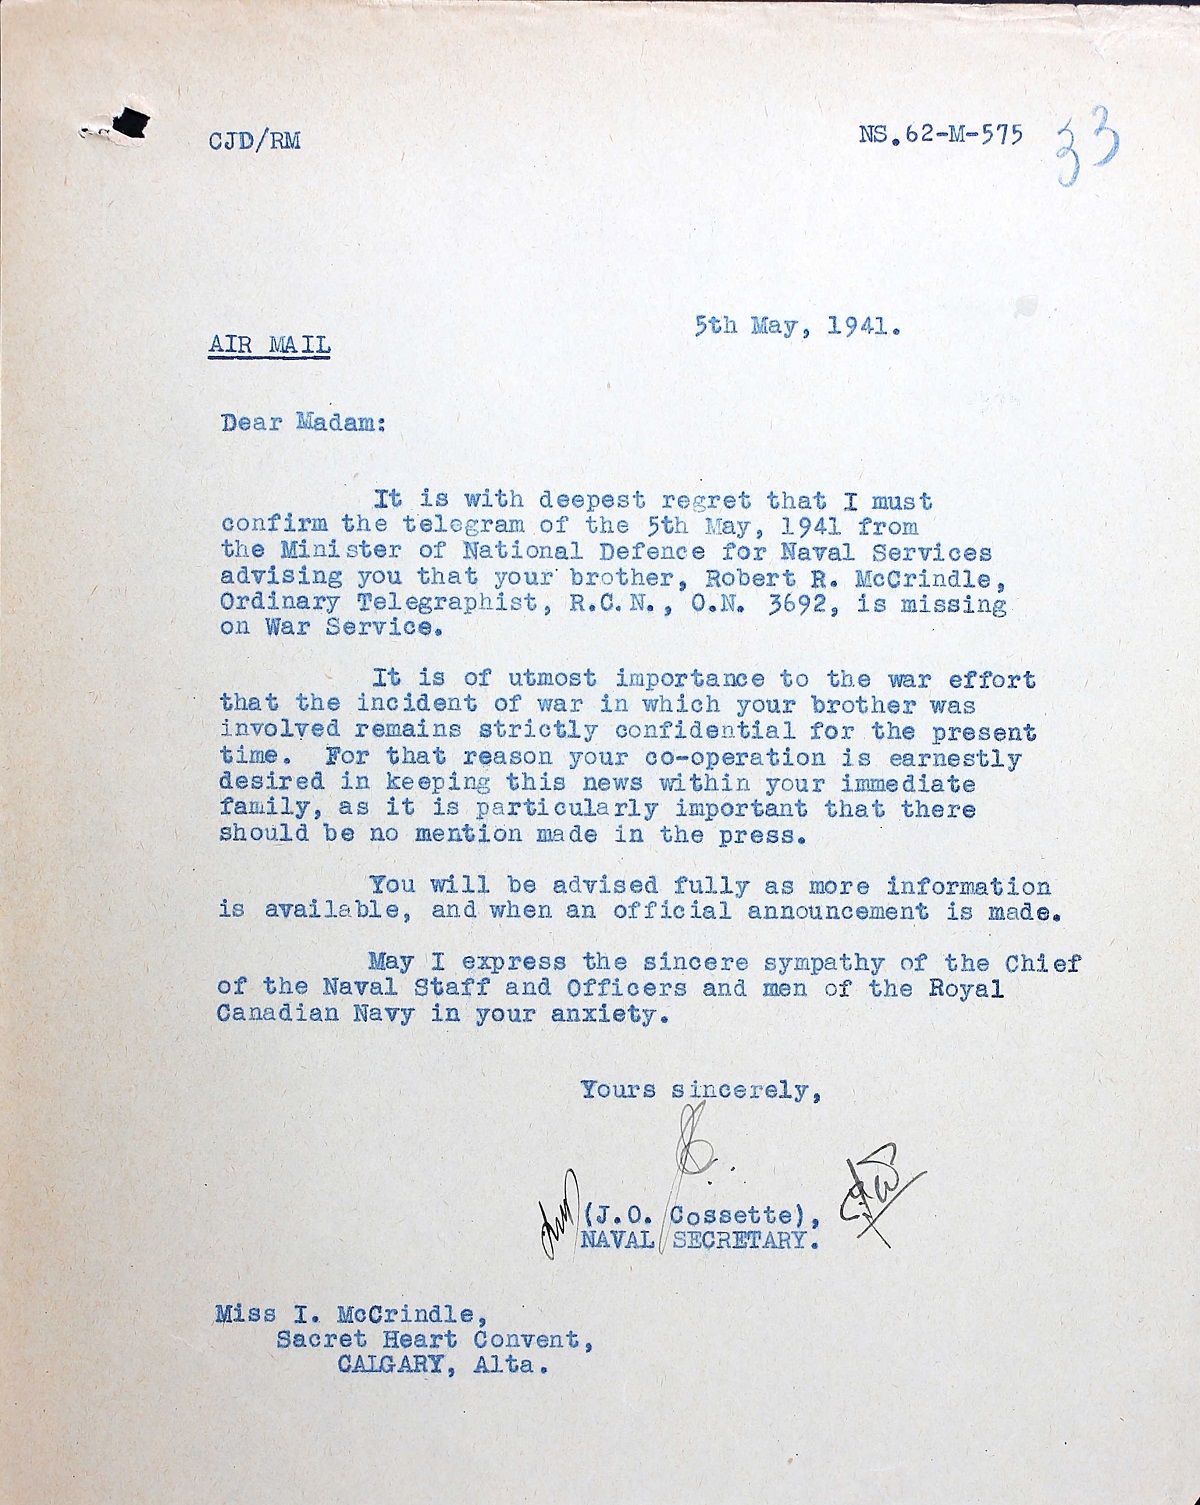 CJD/RM
NS.62-M-575
33
5th May, 1941.
AIR MAIL
Dear Madam:
It is with deepest regret that I must
confirm the telegram of the 5th May, 1941 from
the Minister of National Defence for Naval Services
advising you that your brother, Robert R. McCrindle,
Ordinary Telegraphist, R.C.N., O.N. 3692, is missing
on War Service.
It is of utmost importance to the war effort
that the incident of war in which your brother was
involved remains strictly confidential for the present
time. For that reason your co-operation is earnestly
desired in keeping this news within your immediate
family, as it is particularly important that there
should be no mention made in the press.
You will be advised fully as more information
is available, and when an official announcement is made.
May I express the sincere sympathy of the Chief
of the Naval Staff and Officers and men of the Royal
Canadian Navy in your anxiety.
Yours sincerely,
(J.O. Cossette),
NAVAL SECRETARY.
Miss I. McCrindle,
Sacret Heart Convent,
CALGARY, Alta.